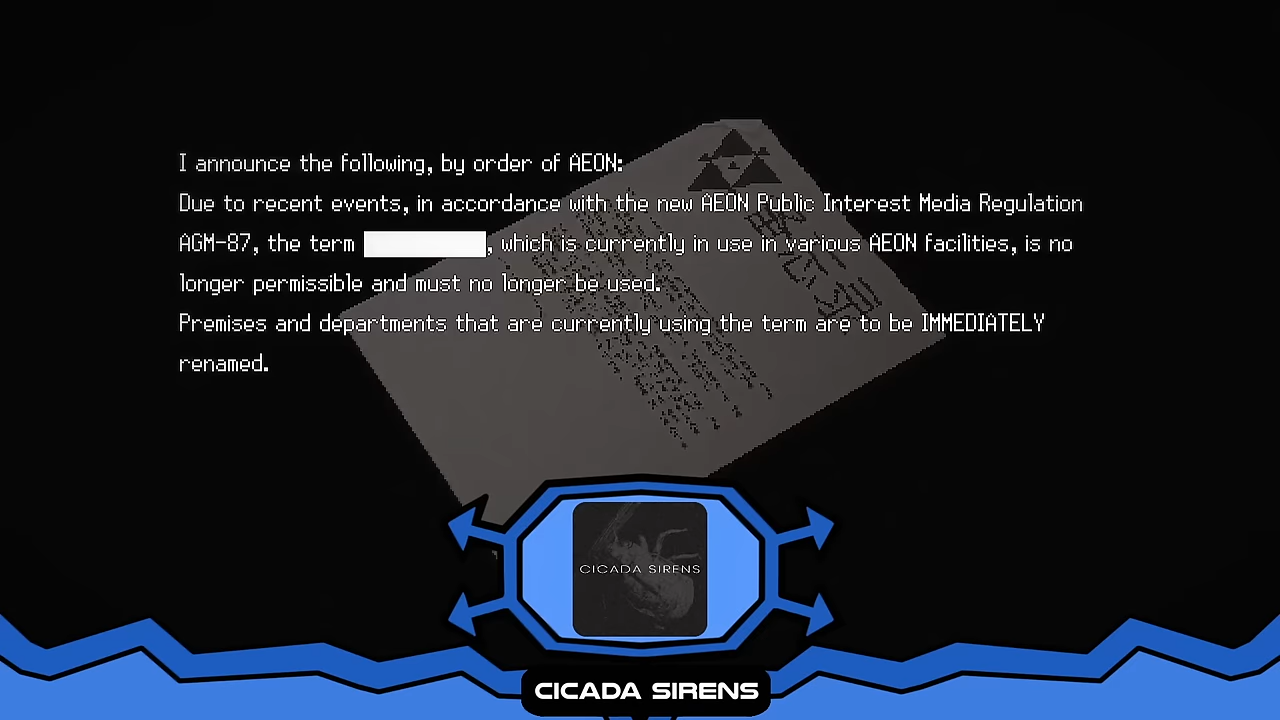 I announce the following, by order of AEON:
Due to recent events, in accordance with the new AEON Public Interest Media Regulation
AGM-87, the term , which is currently in use in various AEON facilities, is no
longer permissible and must no longer be used.
Premises and departments that are currently using the term are to be IMMEDIATELY
renamed.
CICADA SIRENS
CICADA SIRENS